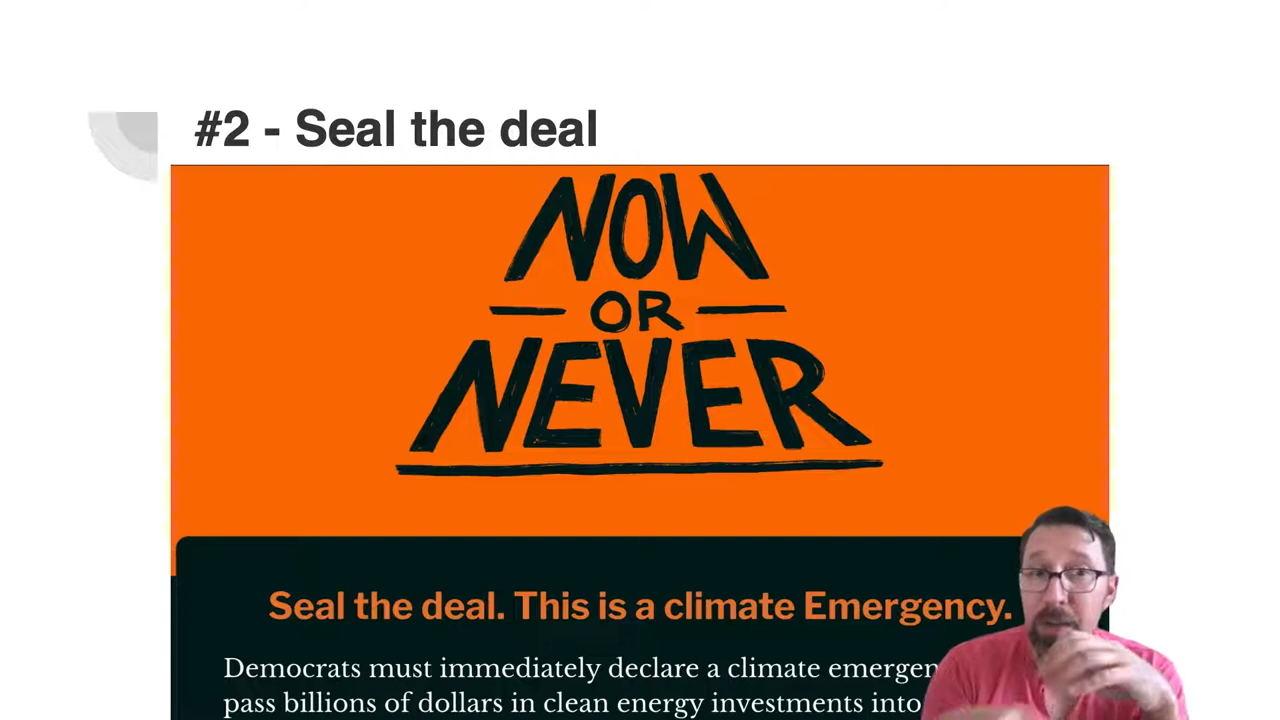 #2 - Seal the deal
NOW
OR
NEVER
Seal the deal. This is a climate Emergency.
Democrats must immediately declare a climate
pass billions of dollars in clean energy investments into